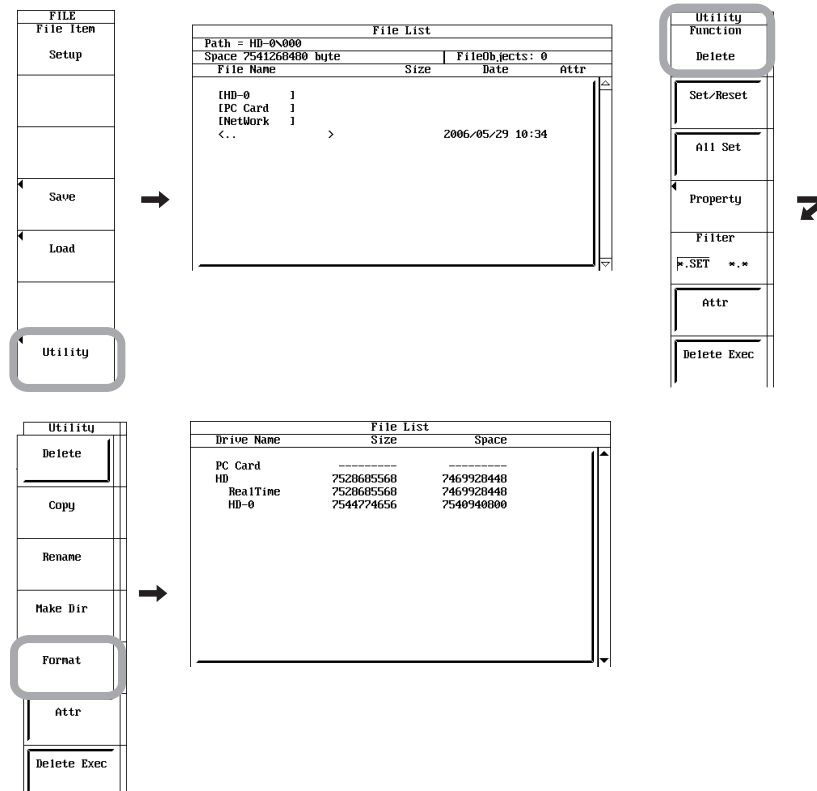 FILE
File Item
Setup
Save
Load
Utility
File List
Path = HD-0\000
Space 7541268480 byte FileObjects: 0
File Name Size Date Attr
[HD-0 ]
[PC Card ]
[NetWork ]
<.. > 2006/05/29 10:34
Utility
Function
Delete
Set/Reset
All Set
Property
Filter
*.SET *.*
Attr
Delete Exec
Utility
Delete
Copy
Rename
Make Dir
Format
Attr
Delete Exec
File List
Drive Name Size Space
PC Card --------- ---------
HD 7528685568 7469928448
RealTime 7528685568 7469928448
HD-0 7544774656 7540940800